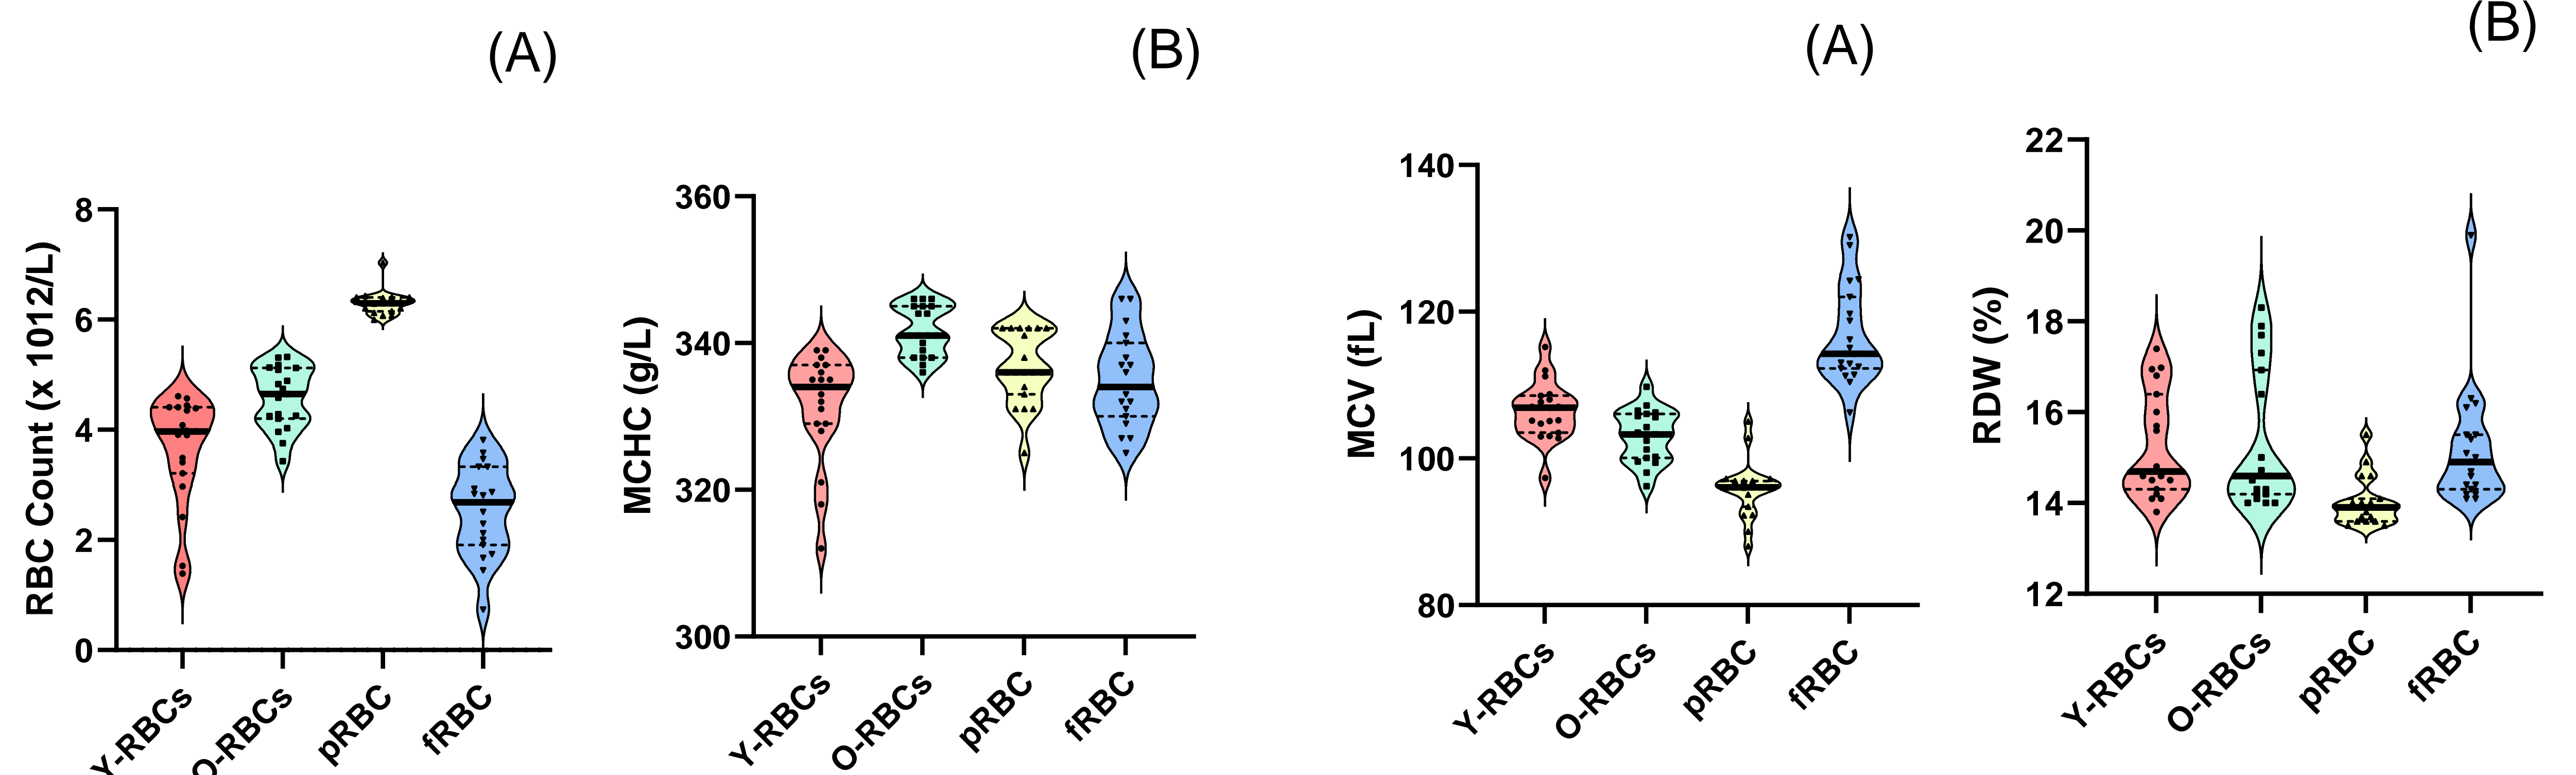 (A)
RBC Count (x 1012/L)
8
6
4
2
0
Y-RBCs
O-RBCs
pRBC
fRBC
(B)
MCHC (g/L)
360
340
320
300
Y-RBCs
O-RBCs
pRBC
fRBC
(A)
MCV (fL)
140
120
100
80
Y-RBCs
O-RBCs
pRBC
fRBC
(B)
RDW (%)
22
20
18
16
14
12
Y-RBCs
O-RBCs
pRBC
fRBC